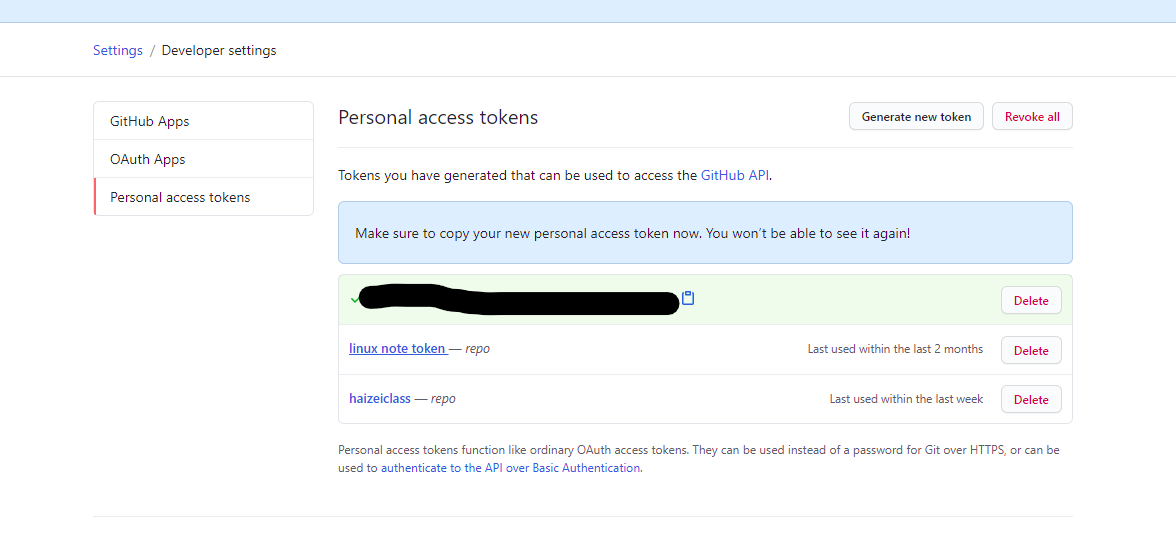 Settings / Developer settings
GitHub Apps
OAuth Apps
Personal access tokens
Personal access tokens
Generate new token
Revoke all
Tokens you have generated that can be used to access the GitHub API.
Make sure to copy your new personal access token now. You won't be able to see it again!
Delete
linux note token — repo
Last used within the last 2 months
Delete
haizeiclass — repo
Last used within the last week
Delete
Personal access tokens function like ordinary OAuth access tokens. They can be used instead of a password for Git over HTTPS, or can be
used to authenticate to the API over Basic Authentication.